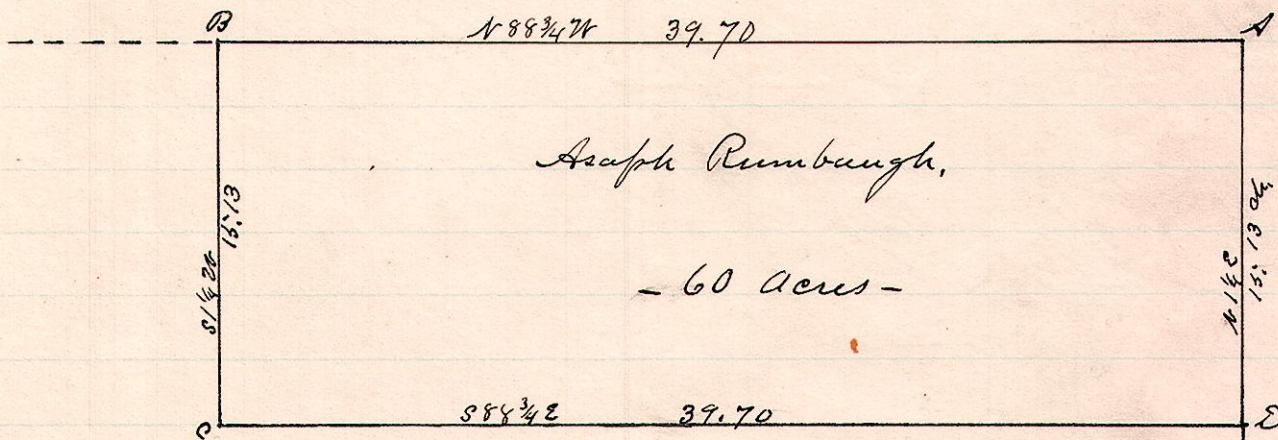 B
N 88¾ W 39.70
A
Asaph Rumbaugh,
- 60 Acres -
S 1¼ W
15.13
N 1¼ E
15.13
S 88¾ E 39.70
C